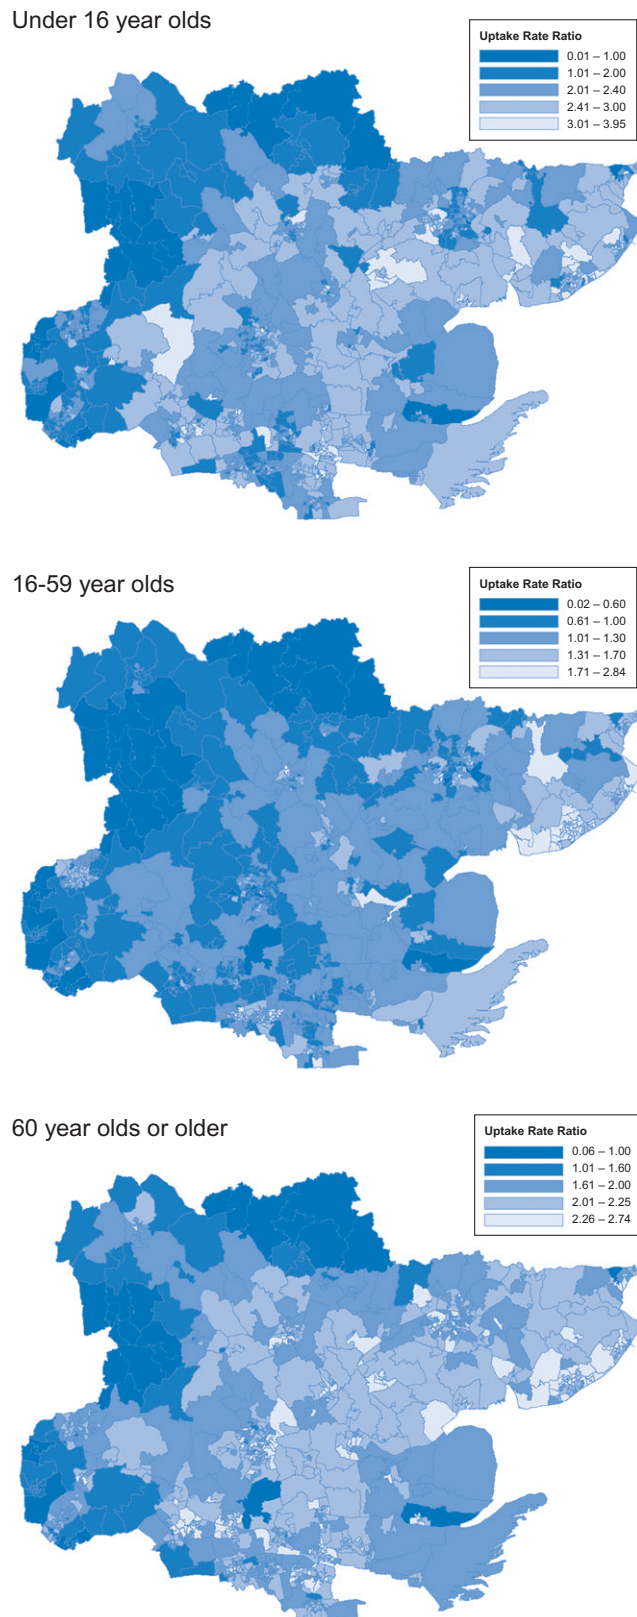 Under 16 year olds
Uptake Rate Ratio
0.01 – 1.00
1.01 – 2.00
2.01 – 2.40
2.41 – 3.00
3.01 – 3.95
16-59 year olds
Uptake Rate Ratio
0.02 – 0.60
0.61 – 1.00
1.01 – 1.30
1.31 – 1.70
1.71 – 2.84
60 year olds or older
Uptake Rate Ratio
0.06 – 1.00
1.01 – 1.60
1.61 – 2.00
2.01 – 2.25
2.26 – 2.74